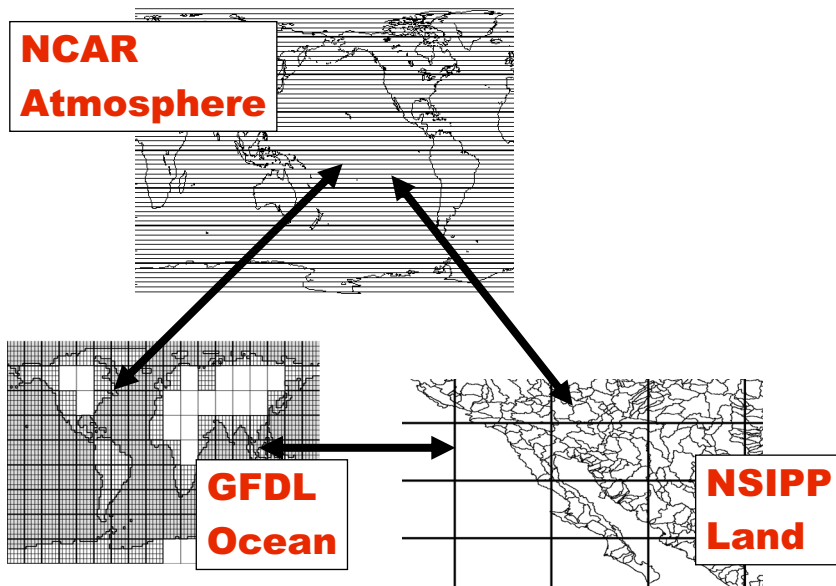 NCAR
Atmosphere
GFDL
Ocean
NSIPP
Land